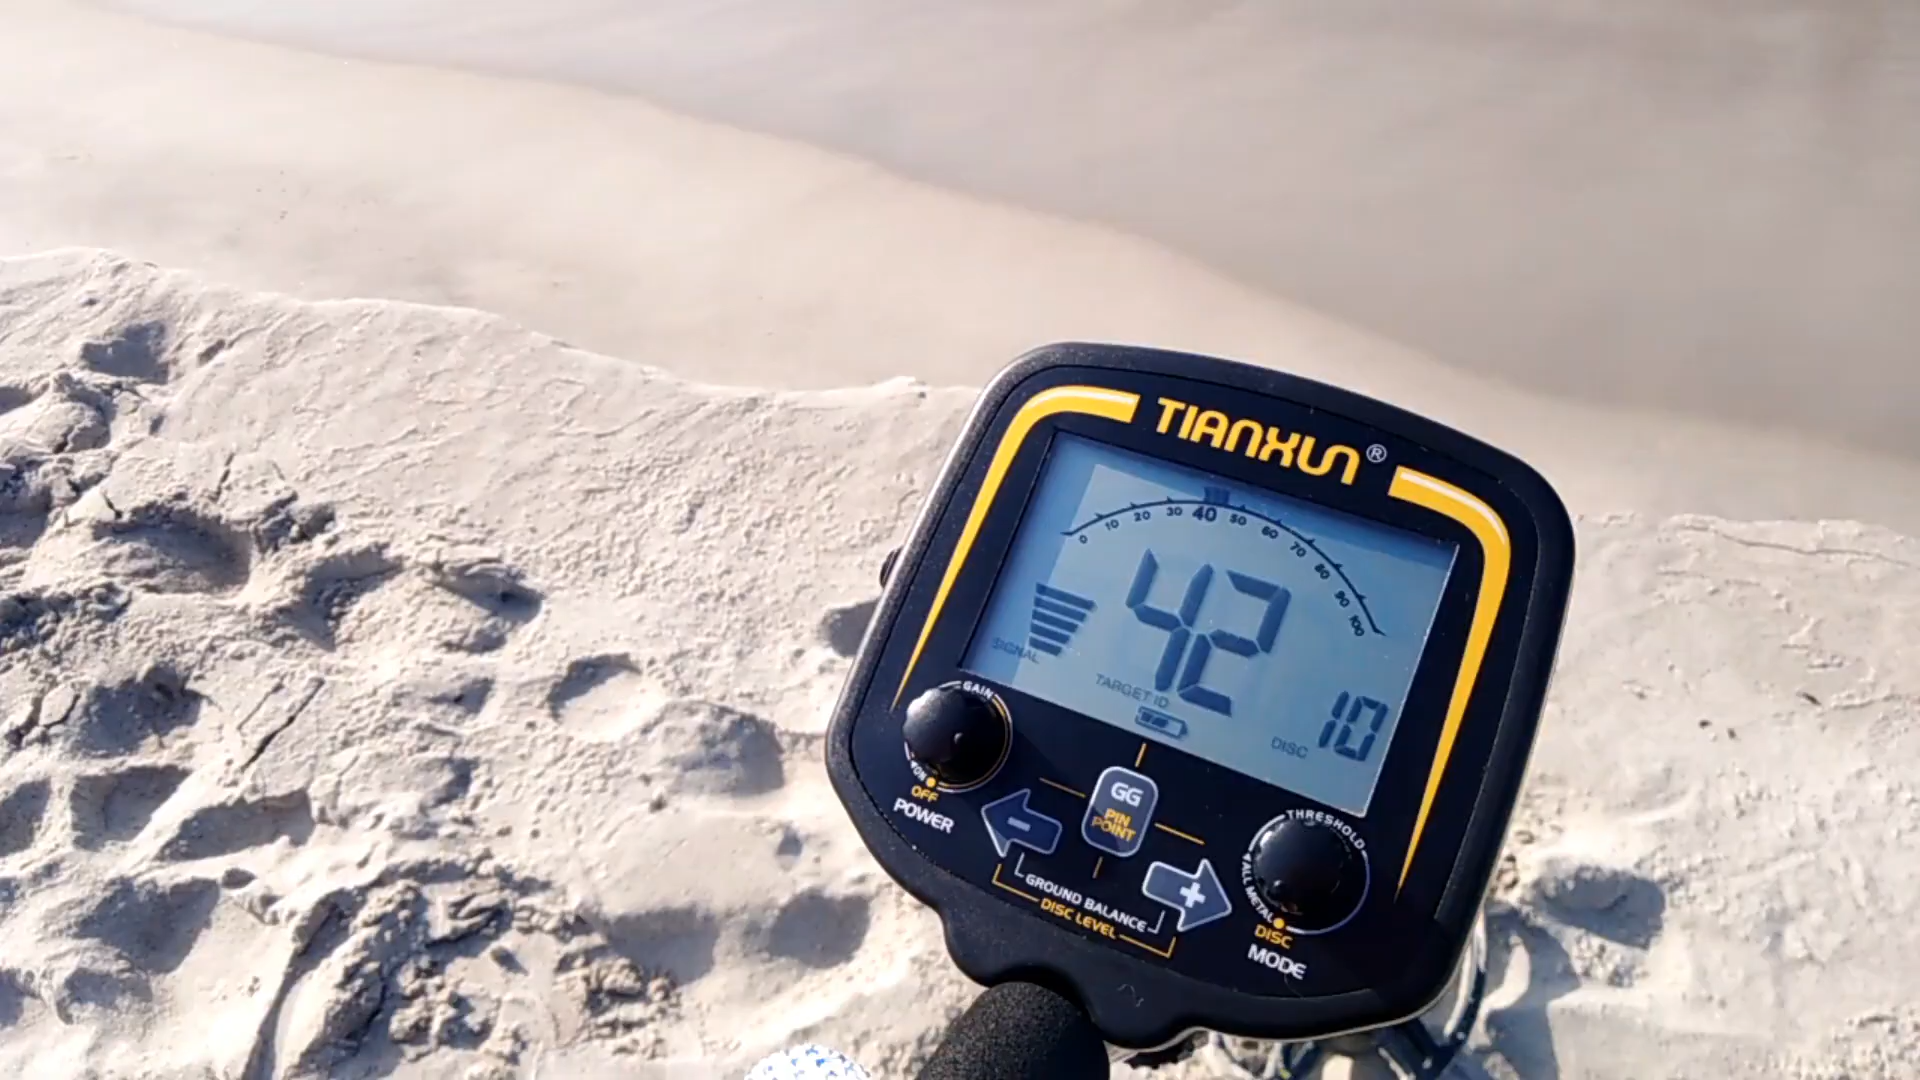 TIANXUN®
0 10 20 30 40 50 60 70 80 90 100
42
SIGNAL
TARGET ID
DISC 10
GAIN
ON
OFF
POWER
-
GG
PIN
POINT
+
GROUND BALANCE
DISC LEVEL
THRESHOLD
ALL METAL
DISC
MODE